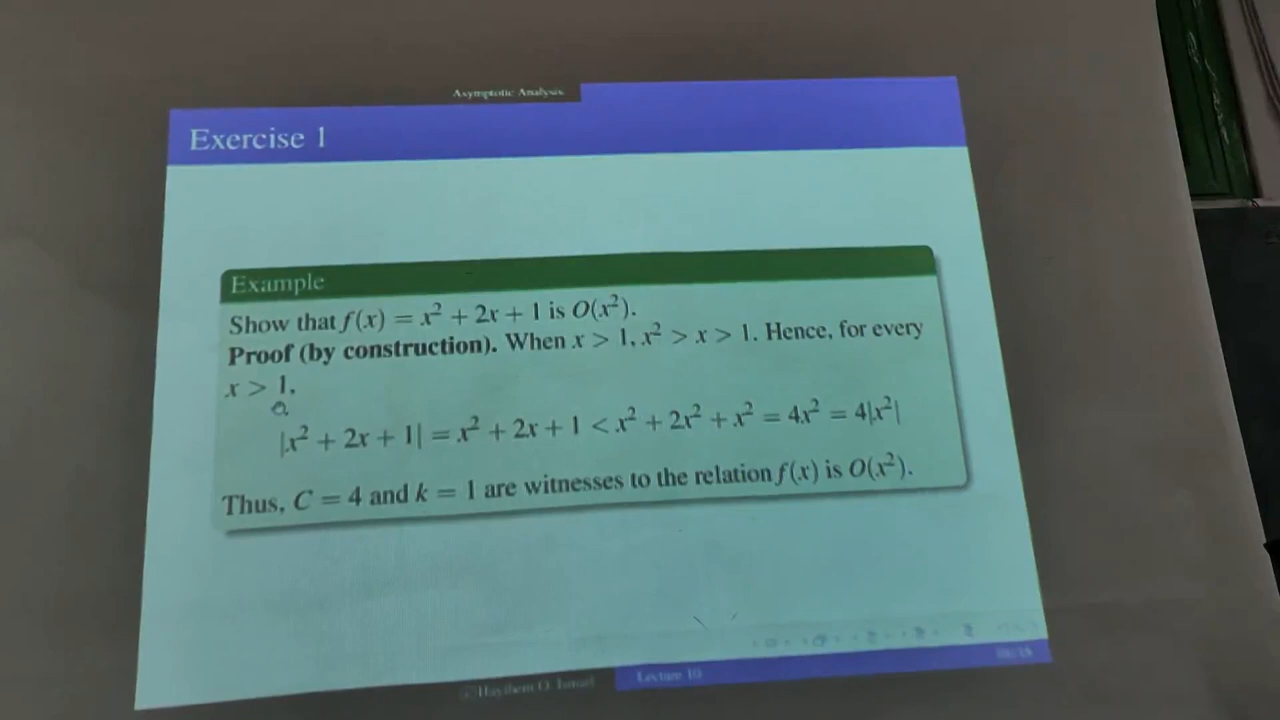 Asymptotic Analysis
Exercise 1
Example
Show that f(x) = x² + 2x + 1 is O(x²).
Proof (by construction). When x > 1, x² > x > 1. Hence, for every
x > 1,
|x² + 2x + 1| = x² + 2x + 1 < x² + 2x² + x² = 4x² = 4|x²|
Thus, C = 4 and k = 1 are witnesses to the relation f(x) is O(x²).
© Haythem O. Ismail
Lecture 10